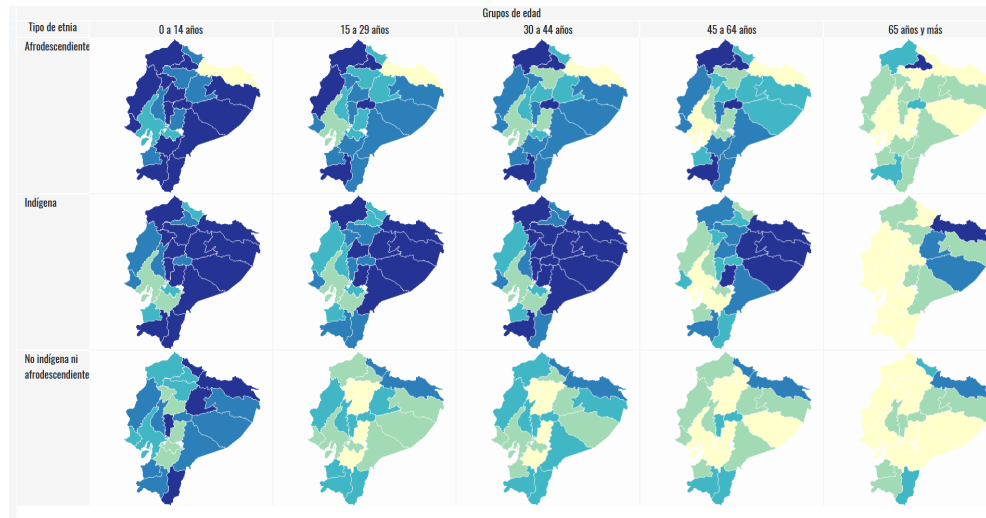 Grupos de edad
Tipo de etnia
0 a 14 años
15 a 29 años
30 a 44 años
45 a 64 años
65 años y más
Afrodescendiente
Indígena
No indígena ni
afrodescendiente